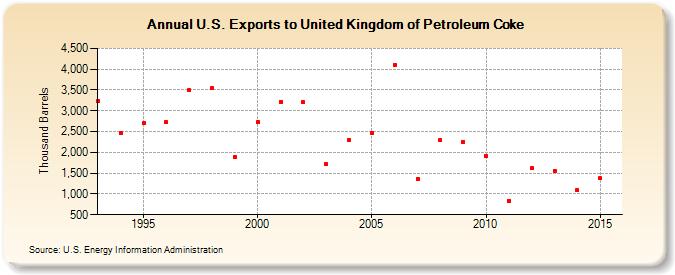 Annual U.S. Exports to United Kingdom of Petroleum Coke
Thousand Barrels
4,500
4,000
3,500
3,000
2,500
2,000
1,500
1,000
500
1995 2000 2005 2010 2015
Source: U.S. Energy Information Administration